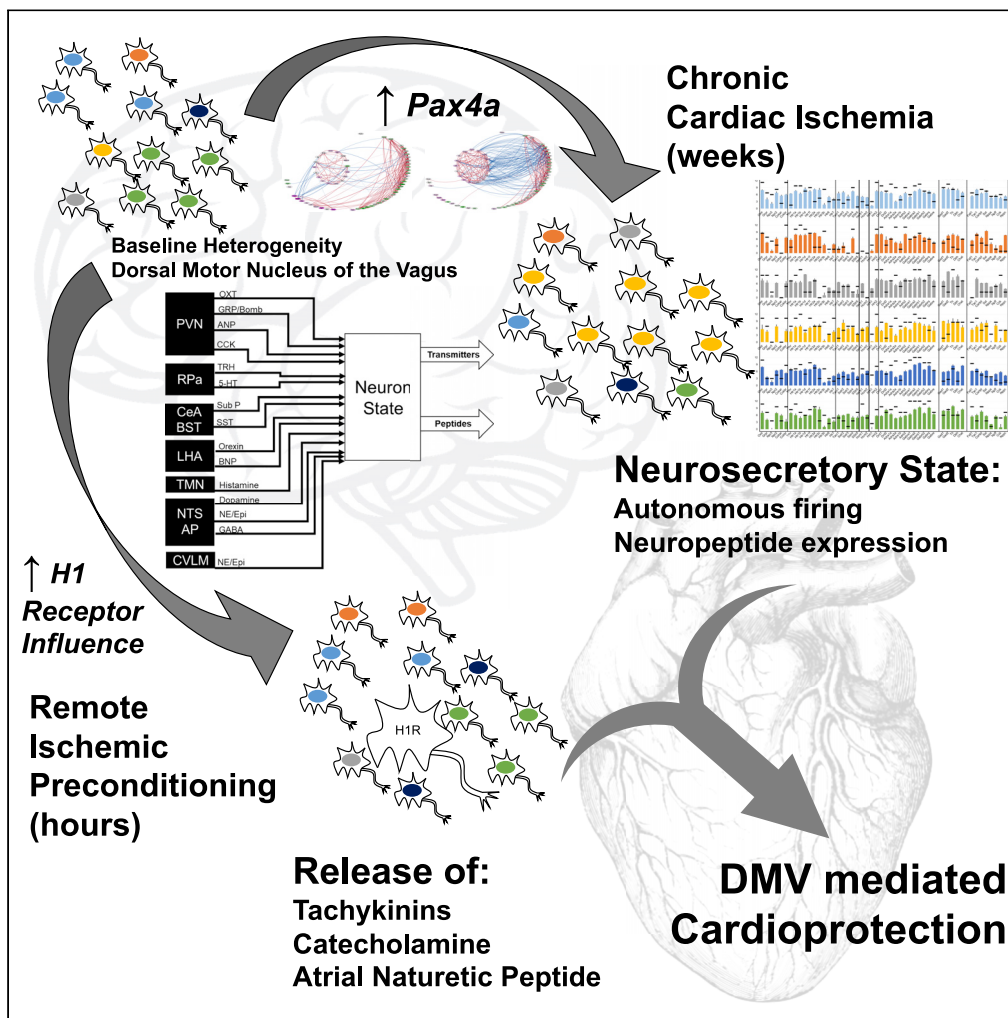 ↑ Pax4a
Chronic
Cardiac Ischemia
(weeks)
Baseline Heterogeneity
Dorsal Motor Nucleus of the Vagus
PVN
OXT
GRP/Bomb
ANP
CCK
RPa
TRH
5-HT
CeA
BST
Sub P
SST
LHA
Orexin
BNP
TMN
Histamine
NTS
AP
Dopamine
NE/Epi
GABA
CVLM
NE/Epi
Neuron
State
Transmitters
Peptides
Neurosecretory State:
Autonomous firing
Neuropeptide expression
↑ H1
Receptor
Influence
Remote
Ischemic
Preconditioning
(hours)
H1R
Release of:
Tachykinins
Catecholamine
Atrial Naturetic Peptide
DMV mediated
Cardioprotection